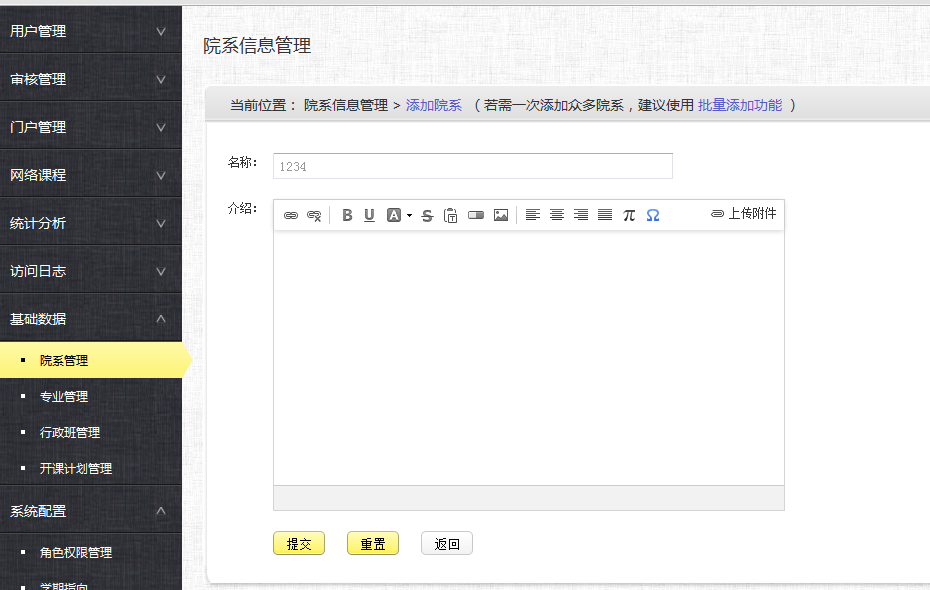 用户管理
审核管理
门户管理
网络课程
统计分析
访问日志
基础数据
院系管理
专业管理
行政班管理
开课计划管理
系统配置
角色权限管理
学期指向
院系信息管理
当前位置： 院系信息管理 > 添加院系 （ 若需一次添加众多院系，建议使用 批量添加功能 ）
名称： 1234
介绍： B U A S π Ω 上传附件
提交 重置 返回